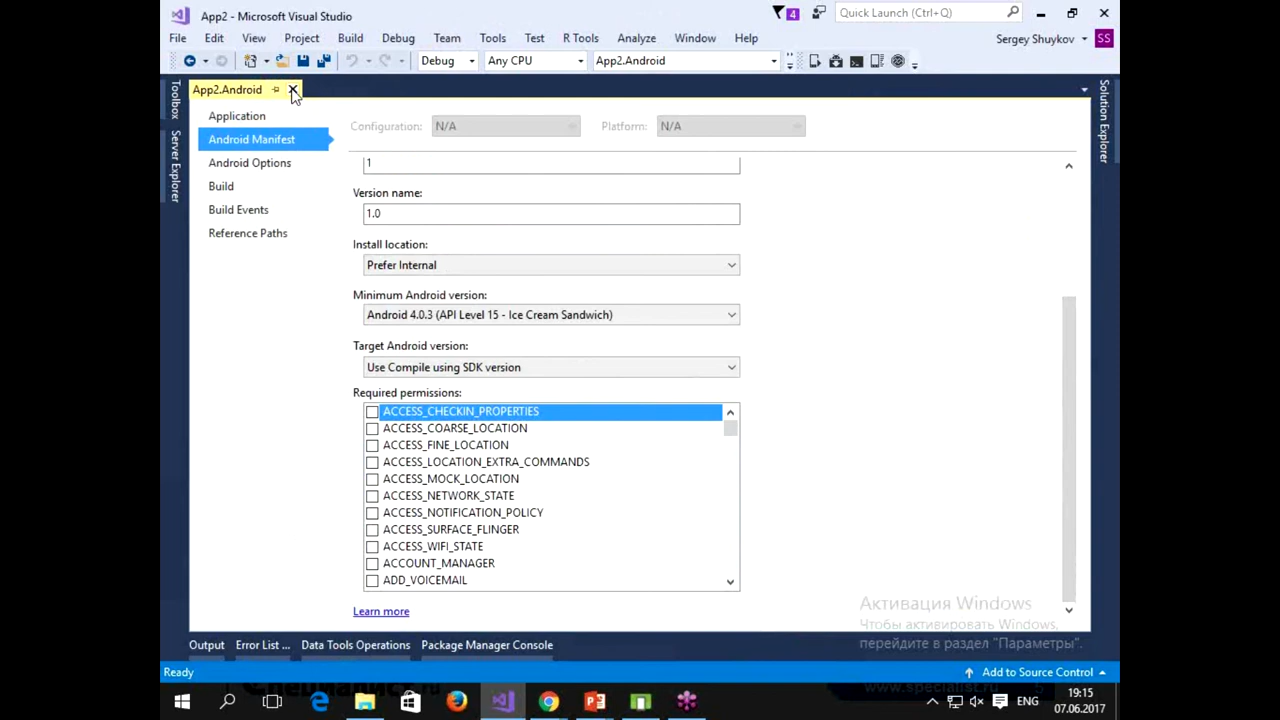 App2 - Microsoft Visual Studio
4
Quick Launch (Ctrl+Q)
File Edit View Project Build Debug Team Tools Test R Tools Analyze Window Help
Sergey Shuykov SS
Debug Any CPU App2.Android
Toolbox
Server Explorer
App2.Android
Solution Explorer
Application
Android Manifest
Android Options
Build
Build Events
Reference Paths
Configuration: N/A Platform: N/A
1
Version name:
1.0
Install location:
Prefer Internal
Minimum Android version:
Android 4.0.3 (API Level 15 - Ice Cream Sandwich)
Target Android version:
Use Compile using SDK version
Required permissions:
ACCESS_CHECKIN_PROPERTIES
ACCESS_COARSE_LOCATION
ACCESS_FINE_LOCATION
ACCESS_LOCATION_EXTRA_COMMANDS
ACCESS_MOCK_LOCATION
ACCESS_NETWORK_STATE
ACCESS_NOTIFICATION_POLICY
ACCESS_SURFACE_FLINGER
ACCESS_WIFI_STATE
ACCOUNT_MANAGER
ADD_VOICEMAIL
Learn more
Активация Windows
Чтобы активировать Windows,
перейдите в раздел "Параметры".
Output Error List ... Data Tools Operations Package Manager Console
Ready Add to Source Control
www.specialist.ru
ENG 19:15
07.06.2017